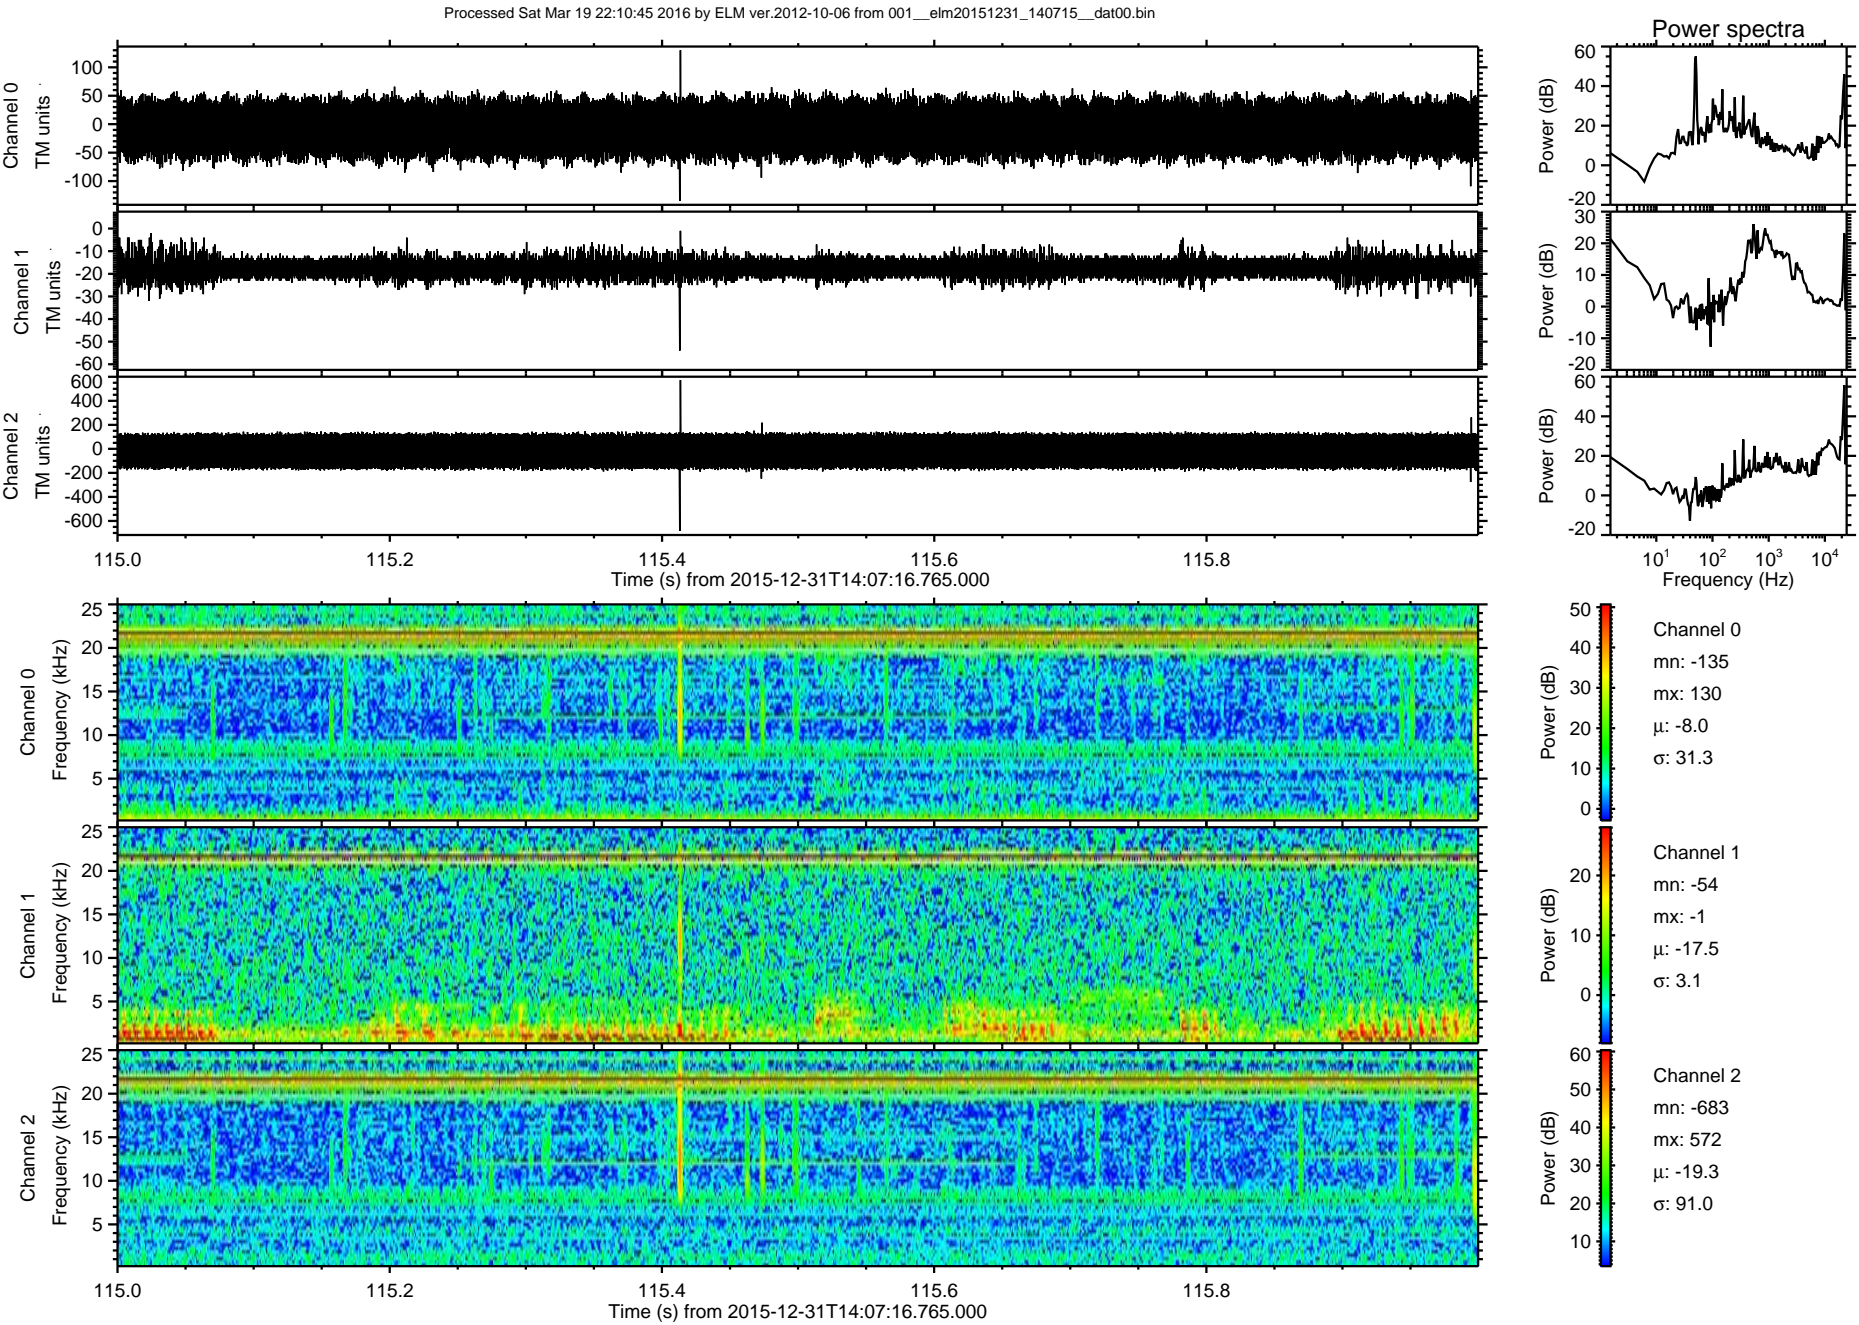 Processed Sat Mar 19 22:10:45 2016 by ELM ver.2012-10-06 from 001__elm20151231_140715__dat00.bin
Power spectra
Channel 0
TM units
100
50
0
-50
-100
Power (dB)
60
40
20
0
-20
Channel 1
TM units
0
-10
-20
-30
-40
-50
-60
Power (dB)
30
20
10
0
-10
-20
Channel 2
TM units
600
400
200
0
-200
-400
-600
Power (dB)
60
40
20
0
-20
115.0 115.2 115.4 115.6 115.8
Time (s) from 2015-12-31T14:07:16.765.000
10¹ 10² 10³ 10⁴
Frequency (Hz)
Channel 0
Frequency (kHz)
25
20
15
10
5
Power (dB)
50
40
30
20
10
0
Channel 0
mn: -135
mx: 130
μ: -8.0
σ: 31.3
Channel 1
Frequency (kHz)
25
20
15
10
5
Power (dB)
20
10
0
Channel 1
mn: -54
mx: -1
μ: -17.5
σ: 3.1
Channel 2
Frequency (kHz)
25
20
15
10
5
Power (dB)
60
50
40
30
20
10
Channel 2
mn: -683
mx: 572
μ: -19.3
σ: 91.0
115.0 115.2 115.4 115.6 115.8
Time (s) from 2015-12-31T14:07:16.765.000